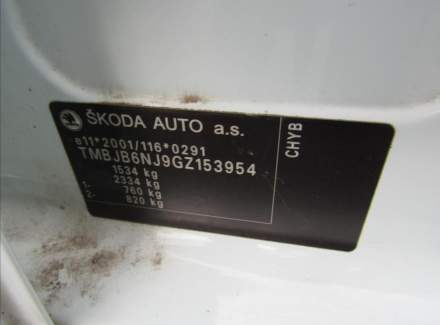 ŠKODA AUTO a.s.
e11*2001/116*0291
TMBJB6NJ9GZ153954
1534 kg
2334 kg
1- 760 kg
2- 820 kg
CHYB